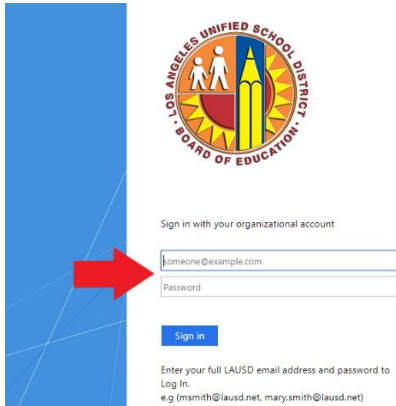 LOS ANGELES UNIFIED SCHOOL DISTRICT
BOARD OF EDUCATION
Sign in with your organizational account
someone@example.com
Password
Sign in
Enter your full LAUSD email address and password to
Log In.
e.g (msmith@lausd.net, mary.smith@lausd.net)